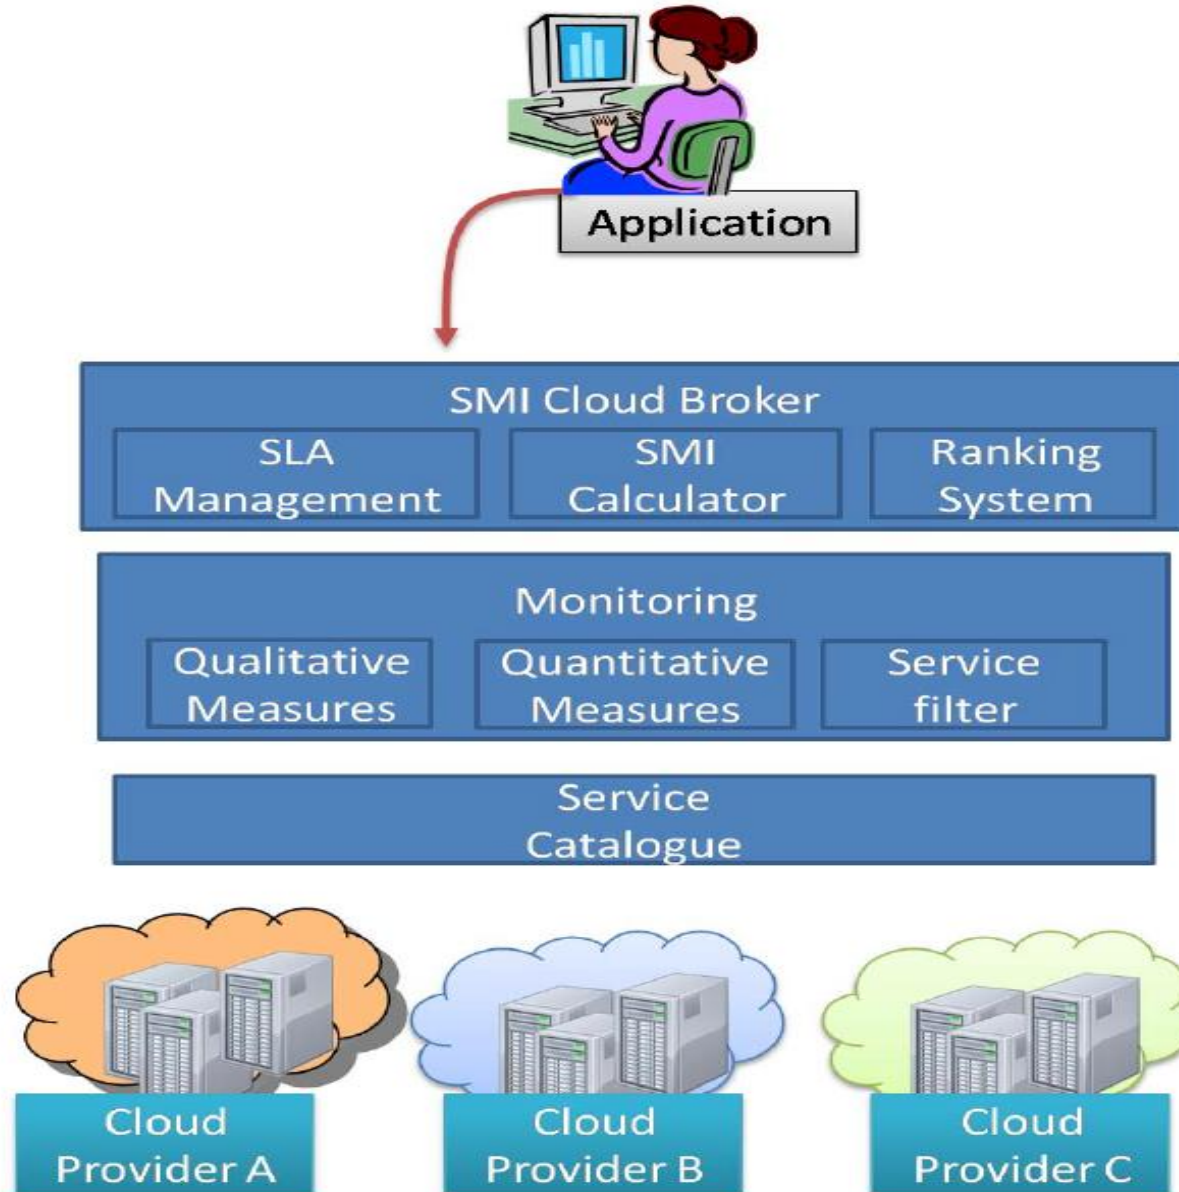 Application
SMI Cloud Broker
SLA
Management
SMI
Calculator
Ranking
System
Monitoring
Qualitative
Measures
Quantitative
Measures
Service
filter
Service
Catalogue
Cloud
Provider A
Cloud
Provider B
Cloud
Provider C